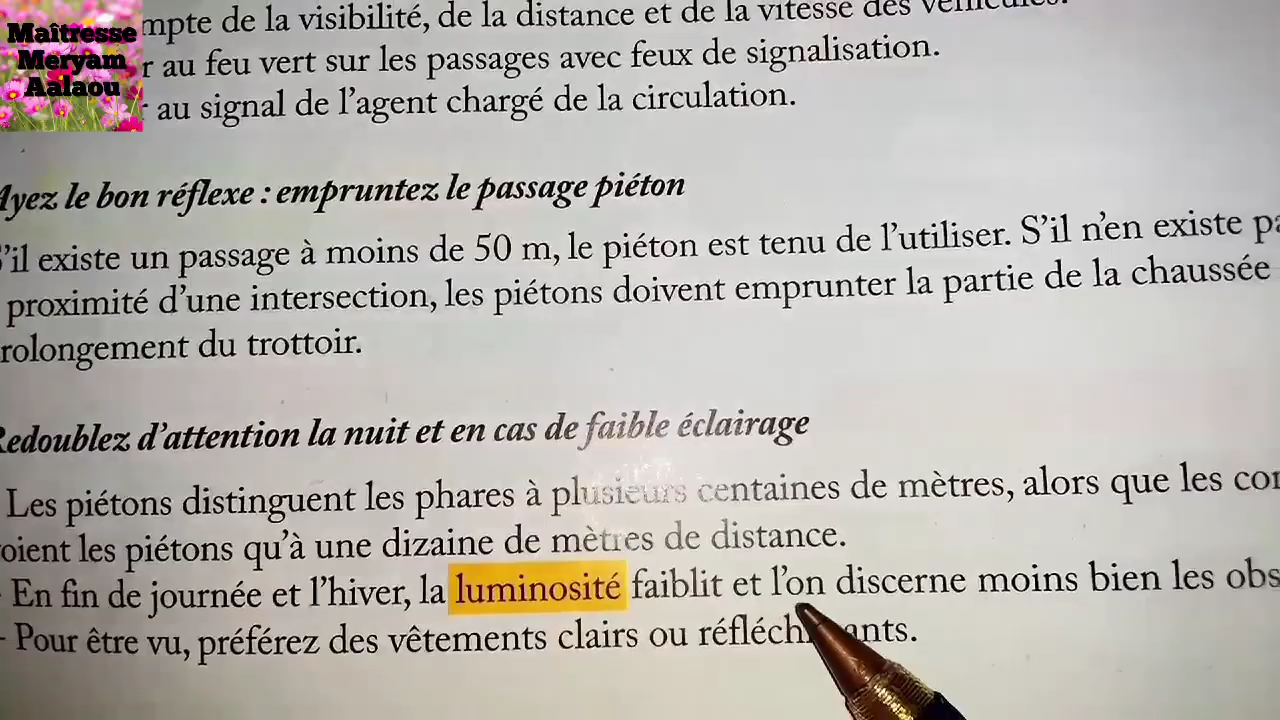 Maîtresse
Meryam
Aalaou
de la visibilité, de la distance et de la vitesse des véhicules.
r au feu vert sur les passages avec feux de signalisation.
au signal de l'agent chargé de la circulation.
Ayez le bon réflexe : empruntez le passage piéton
S'il existe un passage à moins de 50 m, le piéton est tenu de l'utiliser. S'il n'en existe
proximité d'une intersection, les piétons doivent emprunter la partie de la chaussée
rolongement du trottoir.
Redoublez d'attention la nuit et en cas de faible éclairage
Les piétons distinguent les phares à plusieurs centaines de mètres, alors que les
oient les piétons qu'à une dizaine de mètres de distance.
- En fin de journée et l'hiver, la luminosité faiblit et l'on discerne moins bien les
- Pour être vu, préférez des vêtements clairs ou réfléchissants.